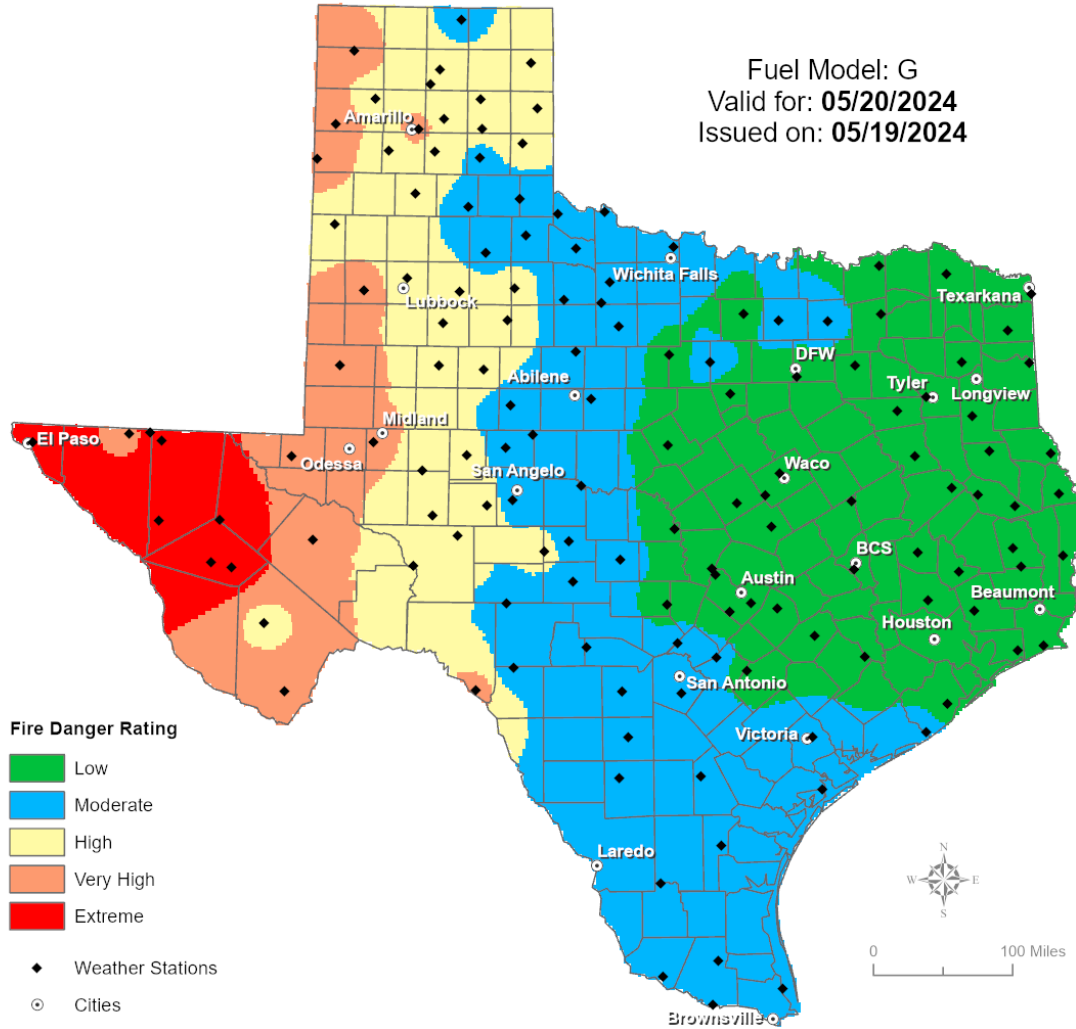 Fuel Model: G
Valid for: 05/20/2024
Issued on: 05/19/2024
Amarillo
Wichita Falls
Lubbock
Texarkana
DFW
Abilene
Tyler
Longview
Midland
El Paso
Odessa
San Angelo
Waco
BCS
Austin
Beaumont
Houston
San Antonio
Victoria
Laredo
Brownsville
Fire Danger Rating
Low
Moderate
High
Very High
Extreme
Weather Stations
Cities
N
W E
S
0 100 Miles